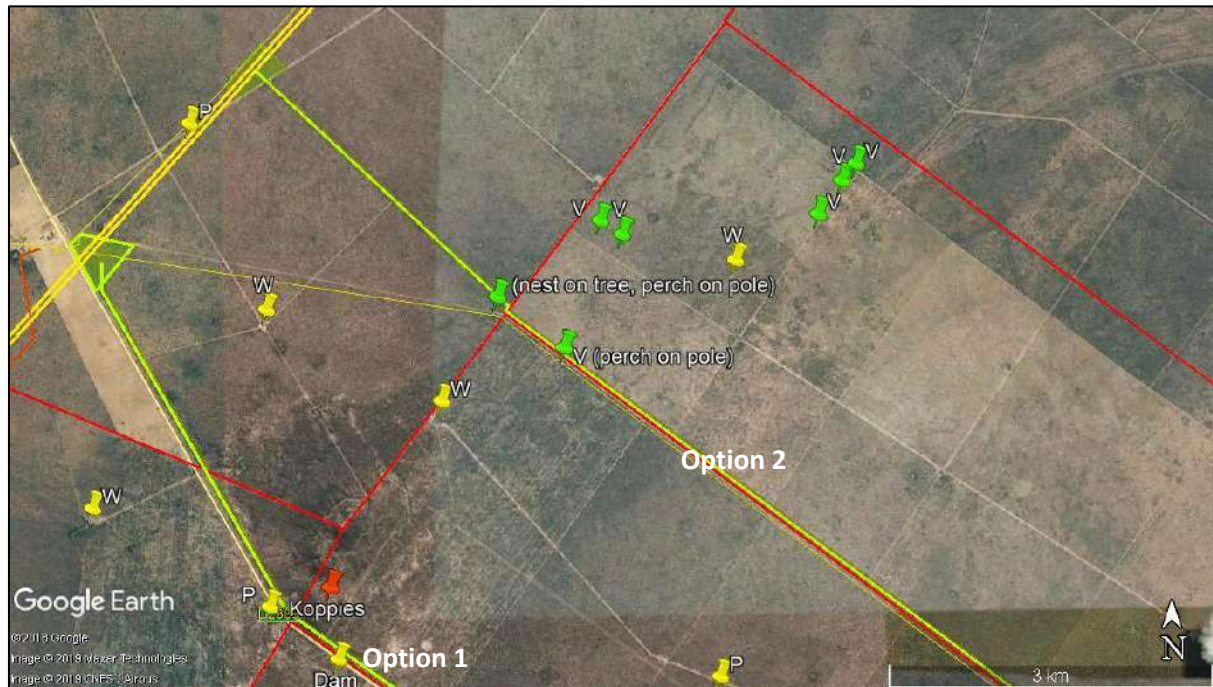 P
V V
V
V V
W
W
(nest on tree, perch on pole)
V (perch on pole)
W
Option 2
W
P
Koppies
Google Earth
Option 1
Dam
P
3 km
N
©2018 Google
Image © 2019 Maxar Technologies
Image © 2019 CNES / Airbus